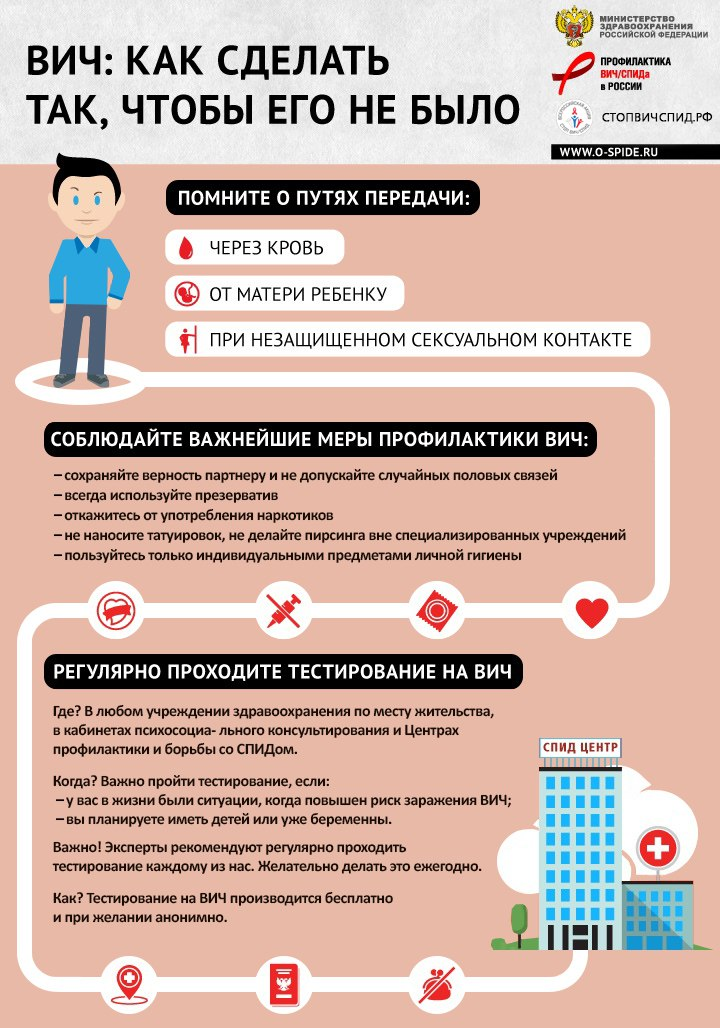 ВИЧ: КАК СДЕЛАТЬ
ТАК, ЧТОБЫ ЕГО НЕ БЫЛО
МИНИСТЕРСТВО
ЗДРАВООХРАНЕНИЯ
РОССИЙСКОЙ ФЕДЕРАЦИИ
ПРОФИЛАКТИКА
ВИЧ/СПИДа
в РОССИИ
СТОПВИЧСПИД.РФ
WWW.O-SPIDE.RU
ПОМНИТЕ О ПУТЯХ ПЕРЕДАЧИ:
ЧЕРЕЗ КРОВЬ
ОТ МАТЕРИ РЕБЕНКУ
ПРИ НЕЗАЩИЩЕННОМ СЕКСУАЛЬНОМ КОНТАКТЕ
СОБЛЮДАЙТЕ ВАЖНЕЙШИЕ МЕРЫ ПРОФИЛАКТИКИ ВИЧ:
– сохраняйте верность партнеру и не допускайте случайных половых связей
– всегда используйте презерватив
– откажитесь от употребления наркотиков
– не наносите татуировок, не делайте пирсинга вне специализированных учреждений
– пользуйтесь только индивидуальными предметами личной гигиены
РЕГУЛЯРНО ПРОХОДИТЕ ТЕСТИРОВАНИЕ НА ВИЧ
Где? В любом учреждении здравоохранения по месту жительства,
в кабинетах психосоциа- льного консультирования и Центрах
профилактики и борьбы со СПИДом.
Когда? Важно пройти тестирование, если:
– у вас в жизни были ситуации, когда повышен риск заражения ВИЧ;
– вы планируете иметь детей или уже беременны.
Важно! Эксперты рекомендуют регулярно проходить
тестирование каждому из нас. Желательно делать это ежегодно.
Как? Тестирование на ВИЧ производится бесплатно
и при желании анонимно.
СПИД ЦЕНТР